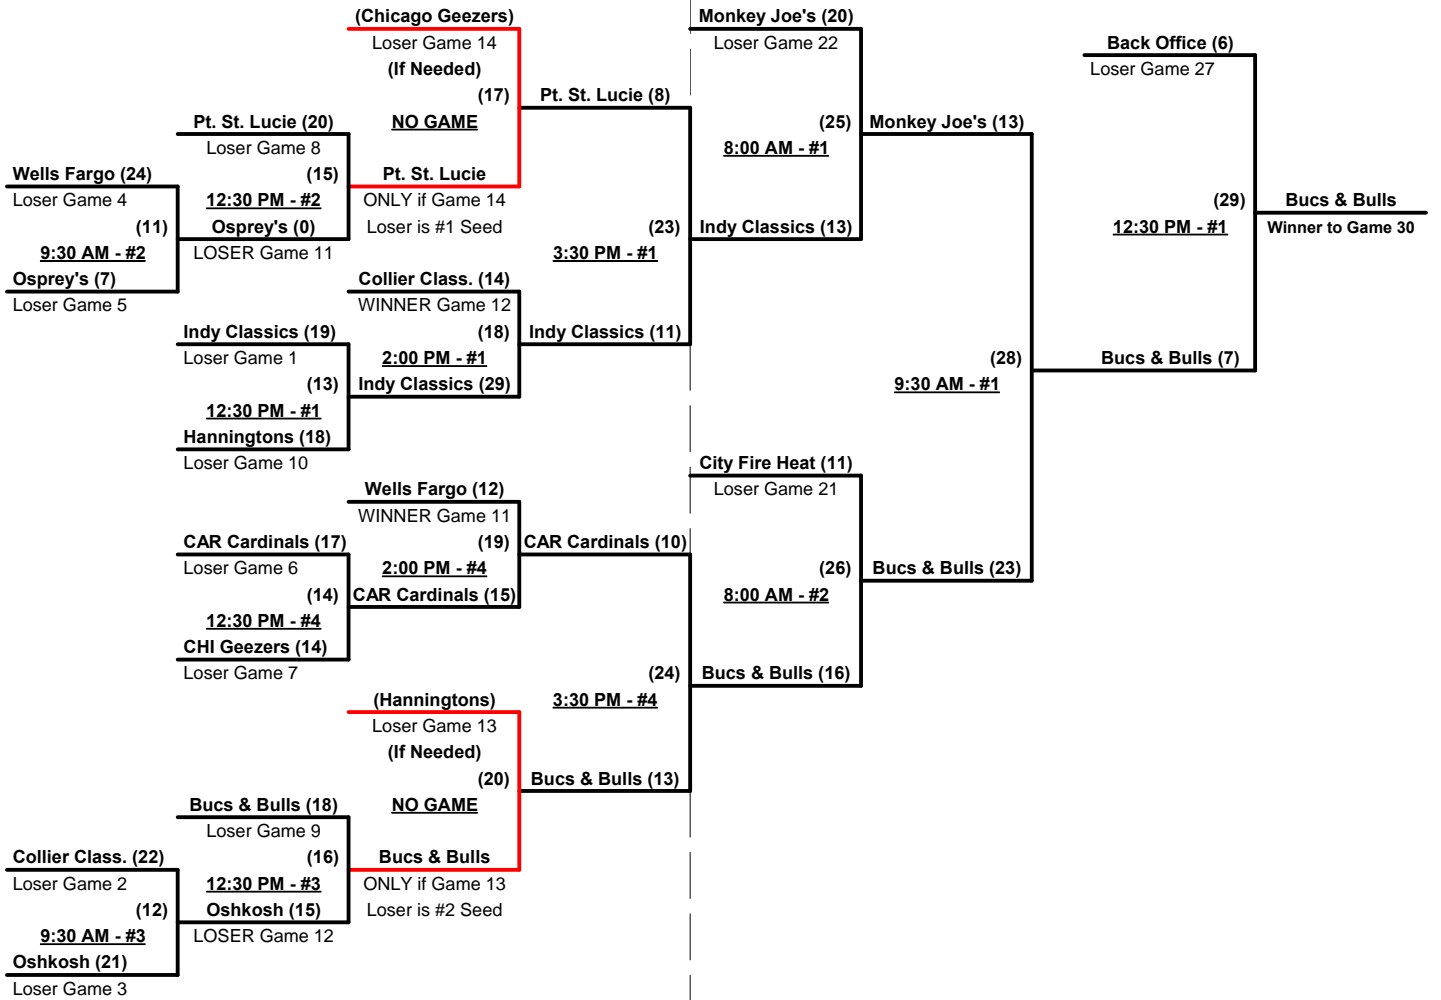 (Chicago Geezers)
Loser Game 14
(If Needed)
(17)
NO GAME
Pt. St. Lucie
ONLY if Game 14
Loser is #1 Seed
Pt. St. Lucie (20)
Loser Game 8
(15)
12:30 PM - #2
Osprey's (0)
LOSER Game 11
Wells Fargo (24)
Loser Game 4
(11)
9:30 AM - #2
Osprey's (7)
Loser Game 5
Indy Classics (19)
Loser Game 1
(13)
12:30 PM - #1
Hanningtons (18)
Loser Game 10
Collier Class. (14)
WINNER Game 12
(18)
2:00 PM - #1
Indy Classics (29)
Pt. St. Lucie (8)
(23)
3:30 PM - #1
Indy Classics (11)
Monkey Joe's (20)
Loser Game 22
(25)
8:00 AM - #1
Indy Classics (13)
Monkey Joe's (13)
(28)
9:30 AM - #1
Bucs & Bulls (23)
Back Office (6)
Loser Game 27
(29)
12:30 PM - #1
Bucs & Bulls (7)
Bucs & Bulls
Winner to Game 30
City Fire Heat (11)
Loser Game 21
(26)
8:00 AM - #2
Bucs & Bulls (16)
Wells Fargo (12)
WINNER Game 11
(19)
2:00 PM - #4
CAR Cardinals (15)
CAR Cardinals (17)
Loser Game 6
(14)
12:30 PM - #4
CHI Geezers (14)
Loser Game 7
CAR Cardinals (10)
(24)
3:30 PM - #4
Bucs & Bulls (13)
(Hanningtons)
Loser Game 13
(If Needed)
(20)
NO GAME
Bucs & Bulls
ONLY if Game 13
Loser is #2 Seed
Bucs & Bulls (18)
Loser Game 9
(16)
12:30 PM - #3
Oshkosh (15)
LOSER Game 12
Collier Class. (22)
Loser Game 2
(12)
9:30 AM - #3
Oshkosh (21)
Loser Game 3